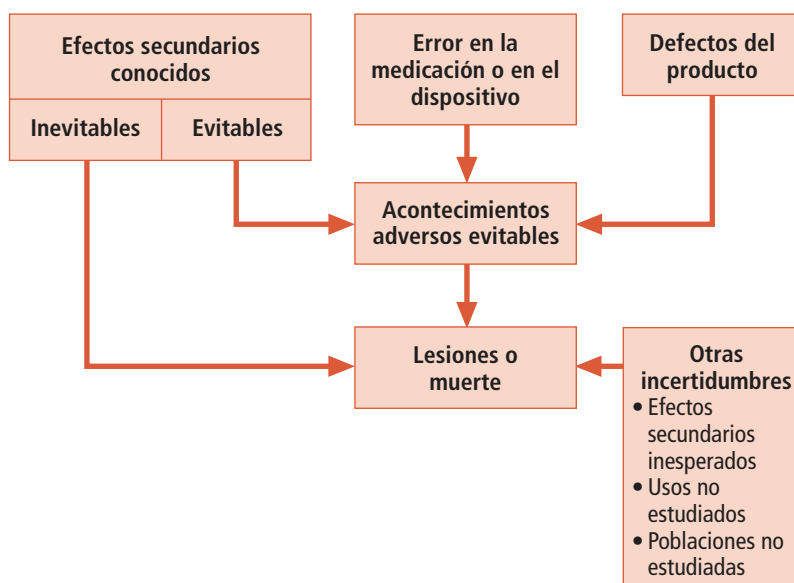 Efectos secundarios
conocidos
Inevitables
Evitables
Error en la
medicación o en el
dispositivo
Defectos del
producto
Acontecimientos
adversos evitables
Lesiones o
muerte
Otras
incertidumbres
• Efectos
secundarios
inesperados
• Usos no
estudiados
• Poblaciones no
estudiadas